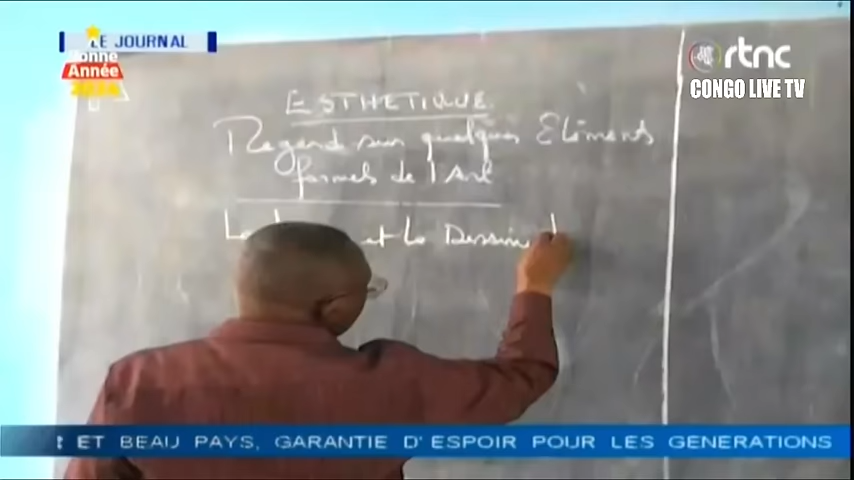 LE JOURNAL
Bonne
Année
rtnc
CONGO LIVE TV
ESTHETIQUE
Regard sur quelques Eléments
formels de l'Art
et le Dessin
ET BEAU PAYS, GARANTIE D'ESPOIR POUR LES GENERATIONS